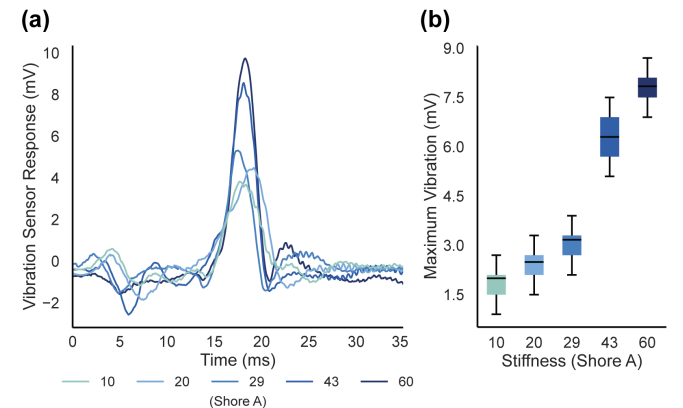 (a)
Vibration Sensor Response (mV)
10
8
6
4
2
0
−2
0 5 10 15 20 25 30 35
Time (ms)
10 20 29 43 60
(Shore A)
(b)
Maximum Vibration (mV)
9.0
7.5
6.0
4.5
3.0
1.5
10 20 29 43 60
Stiffness (Shore A)